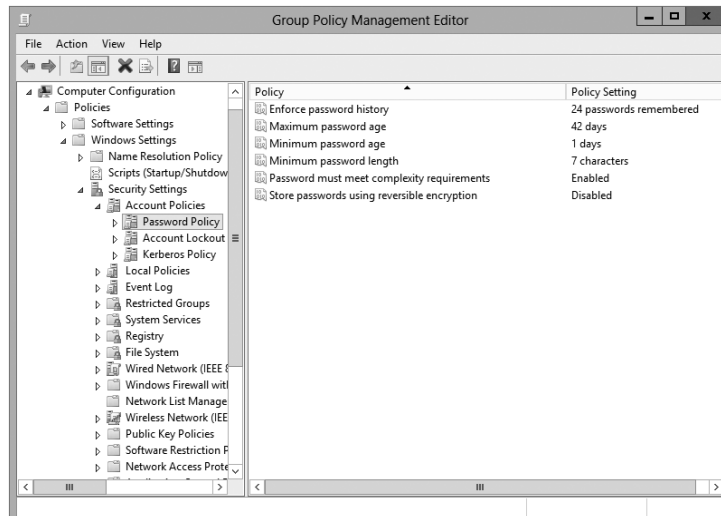 Group Policy Management Editor
File Action View Help
Computer Configuration
Policies
Software Settings
Windows Settings
Name Resolution Policy
Scripts (Startup/Shutdow
Security Settings
Account Policies
Password Policy
Account Lockout
Kerberos Policy
Local Policies
Event Log
Restricted Groups
System Services
Registry
File System
Wired Network (IEEE 8
Windows Firewall witl
Network List Manage
Wireless Network (IEE
Public Key Policies
Software Restriction P
Network Access Prote
Policy Policy Setting
Enforce password history 24 passwords remembered
Maximum password age 42 days
Minimum password age 1 days
Minimum password length 7 characters
Password must meet complexity requirements Enabled
Store passwords using reversible encryption Disabled